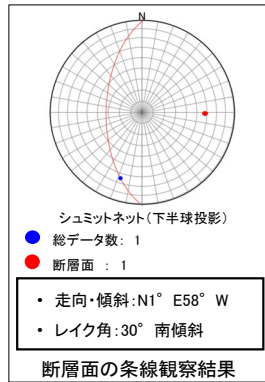 N
シュミットネット(下半球投影)
総データ数: 1
断層面 : 1
• 走向・傾斜:N1° E58° W
• レイク角:30° 南傾斜
断層面の条線観察結果